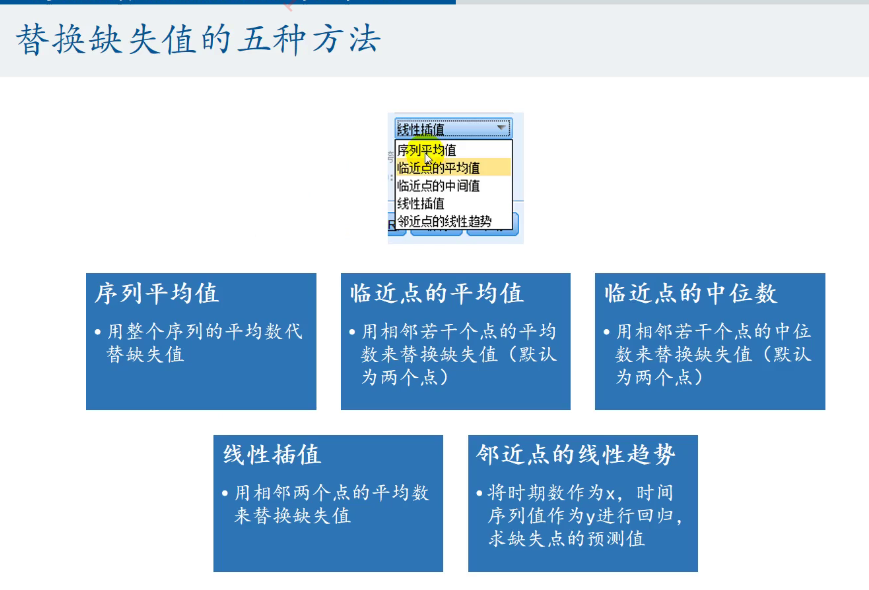 替换缺失值的五种方法
线性插值
序列平均值
临近点的平均值
临近点的中间值
线性插值
邻近点的线性趋势
序列平均值
• 用整个序列的平均数代
替缺失值
临近点的平均值
• 用相邻若干个点的平均
数来替换缺失值（默认
为两个点）
临近点的中位数
• 用相邻若干个点的中位
数来替换缺失值（默认
为两个点）
线性插值
• 用相邻两个点的平均数
来替换缺失值
邻近点的线性趋势
• 将时期数作为x，时间
序列值作为y进行回归，
求缺失点的预测值